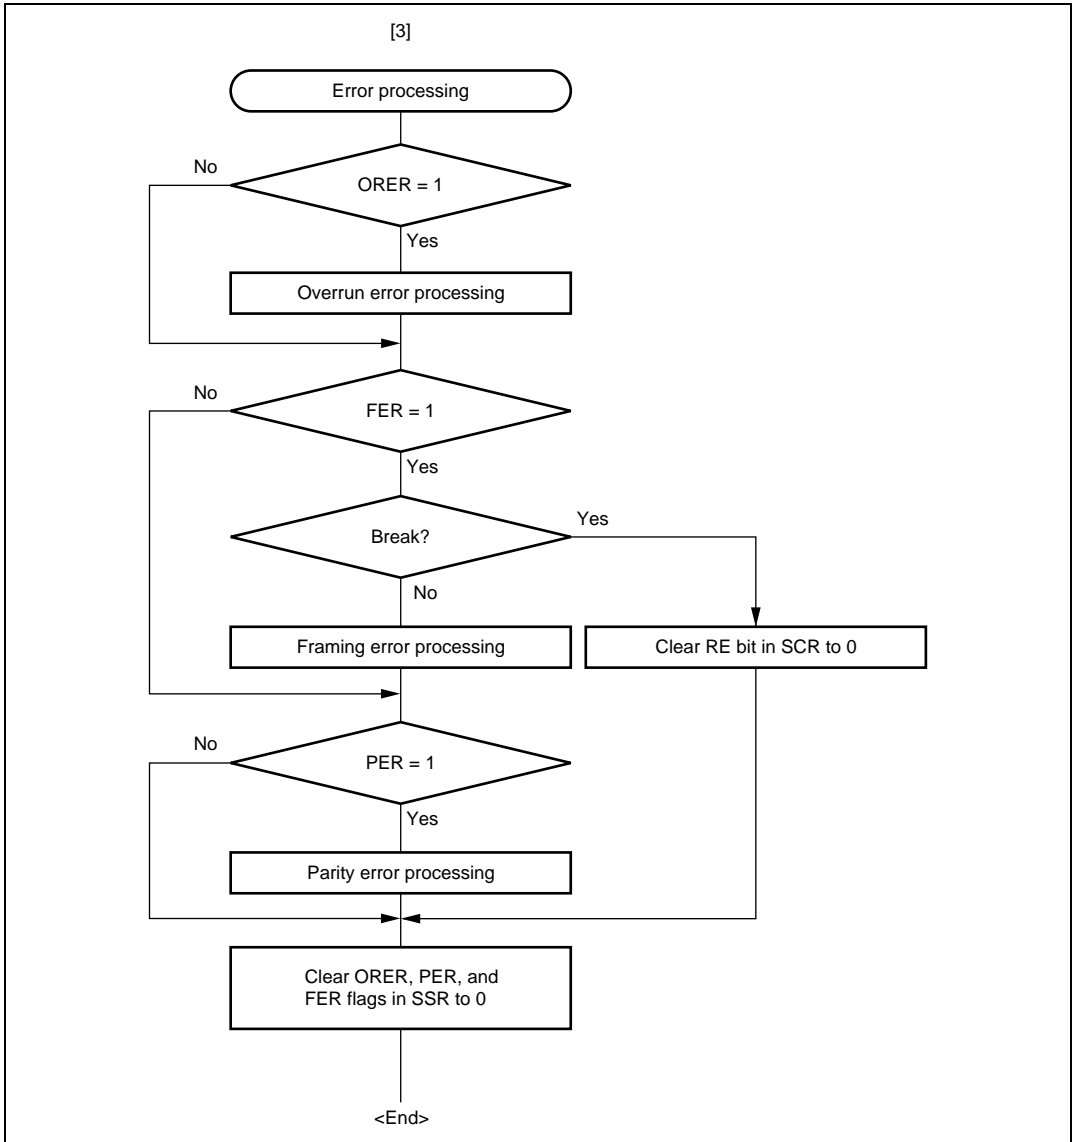 [3]
Error processing
No
ORER = 1
Yes
Overrun error processing
No
FER = 1
Yes
Break?
Yes
No
Framing error processing
Clear RE bit in SCR to 0
No
PER = 1
Yes
Parity error processing
Clear ORER, PER, and
FER flags in SSR to 0
<End>